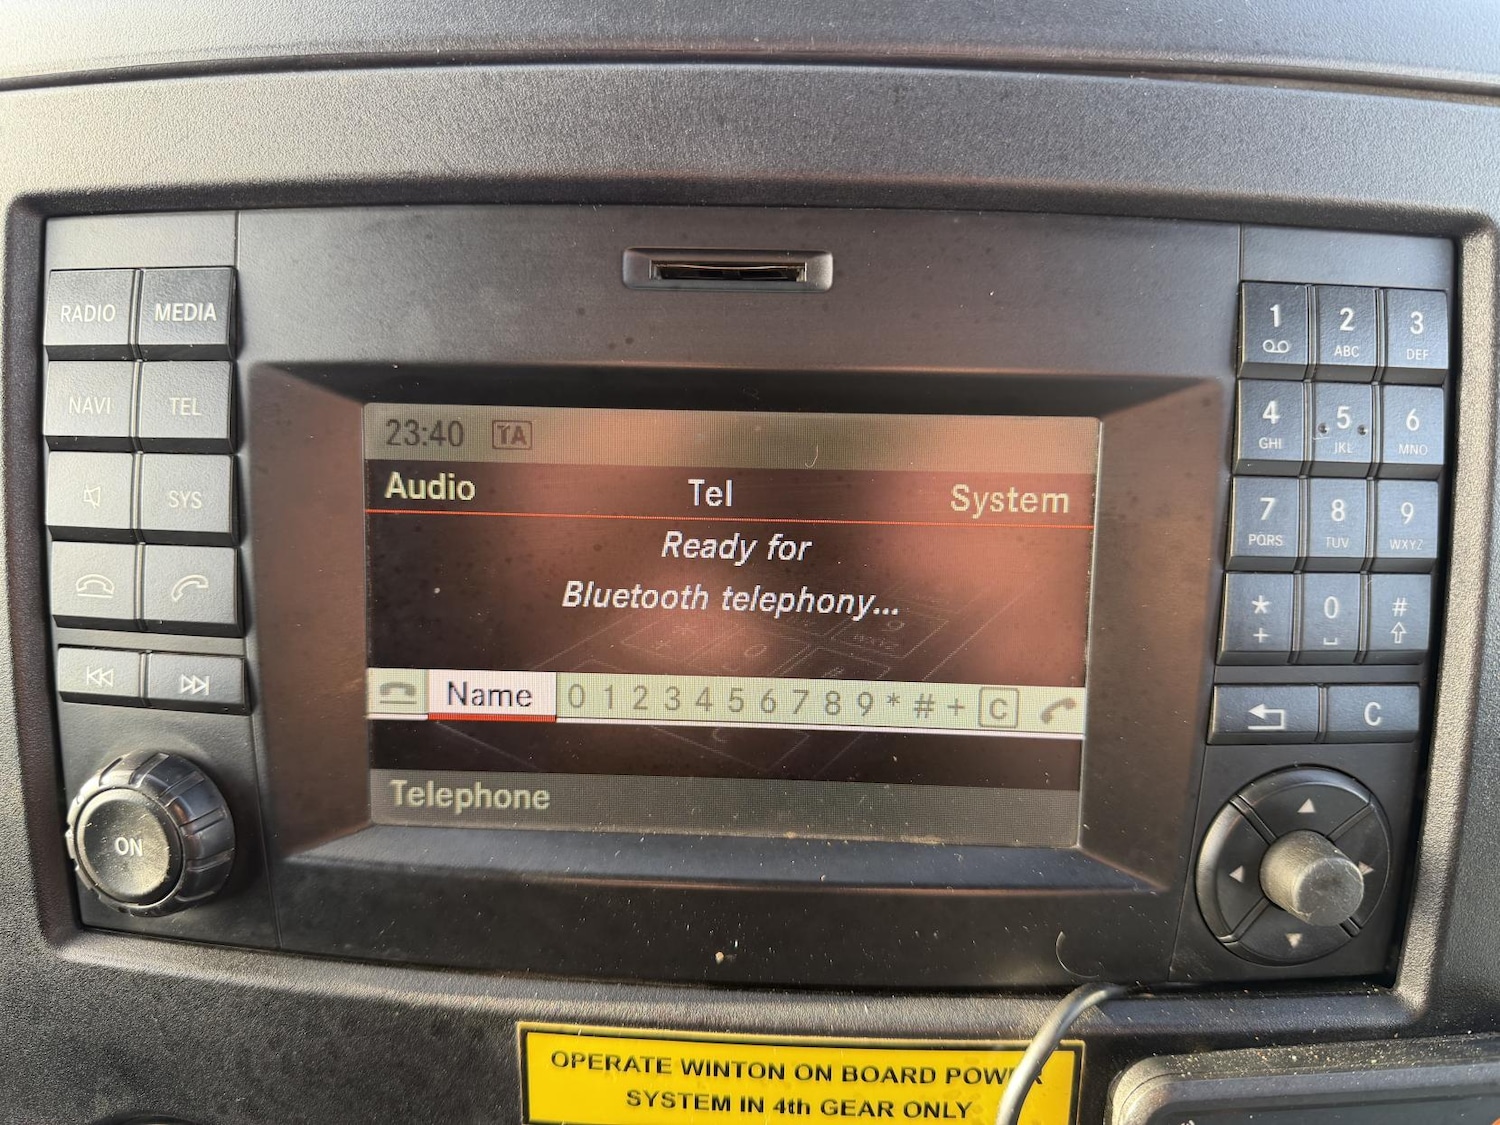 RADIO MEDIA
NAVI TEL
SYS
ON
23:40 TA
Audio Tel System
Ready for
Bluetooth telephony...
Name 0 1 2 3 4 5 6 7 8 9 * # + C
Telephone
1 2 ABC 3 DEF
4 GHI 5 JKL 6 MNO
7 PQRS 8 TUV 9 WXYZ
* + 0 #
C
OPERATE WINTON ON BOARD POWER
SYSTEM IN 4th GEAR ONLY